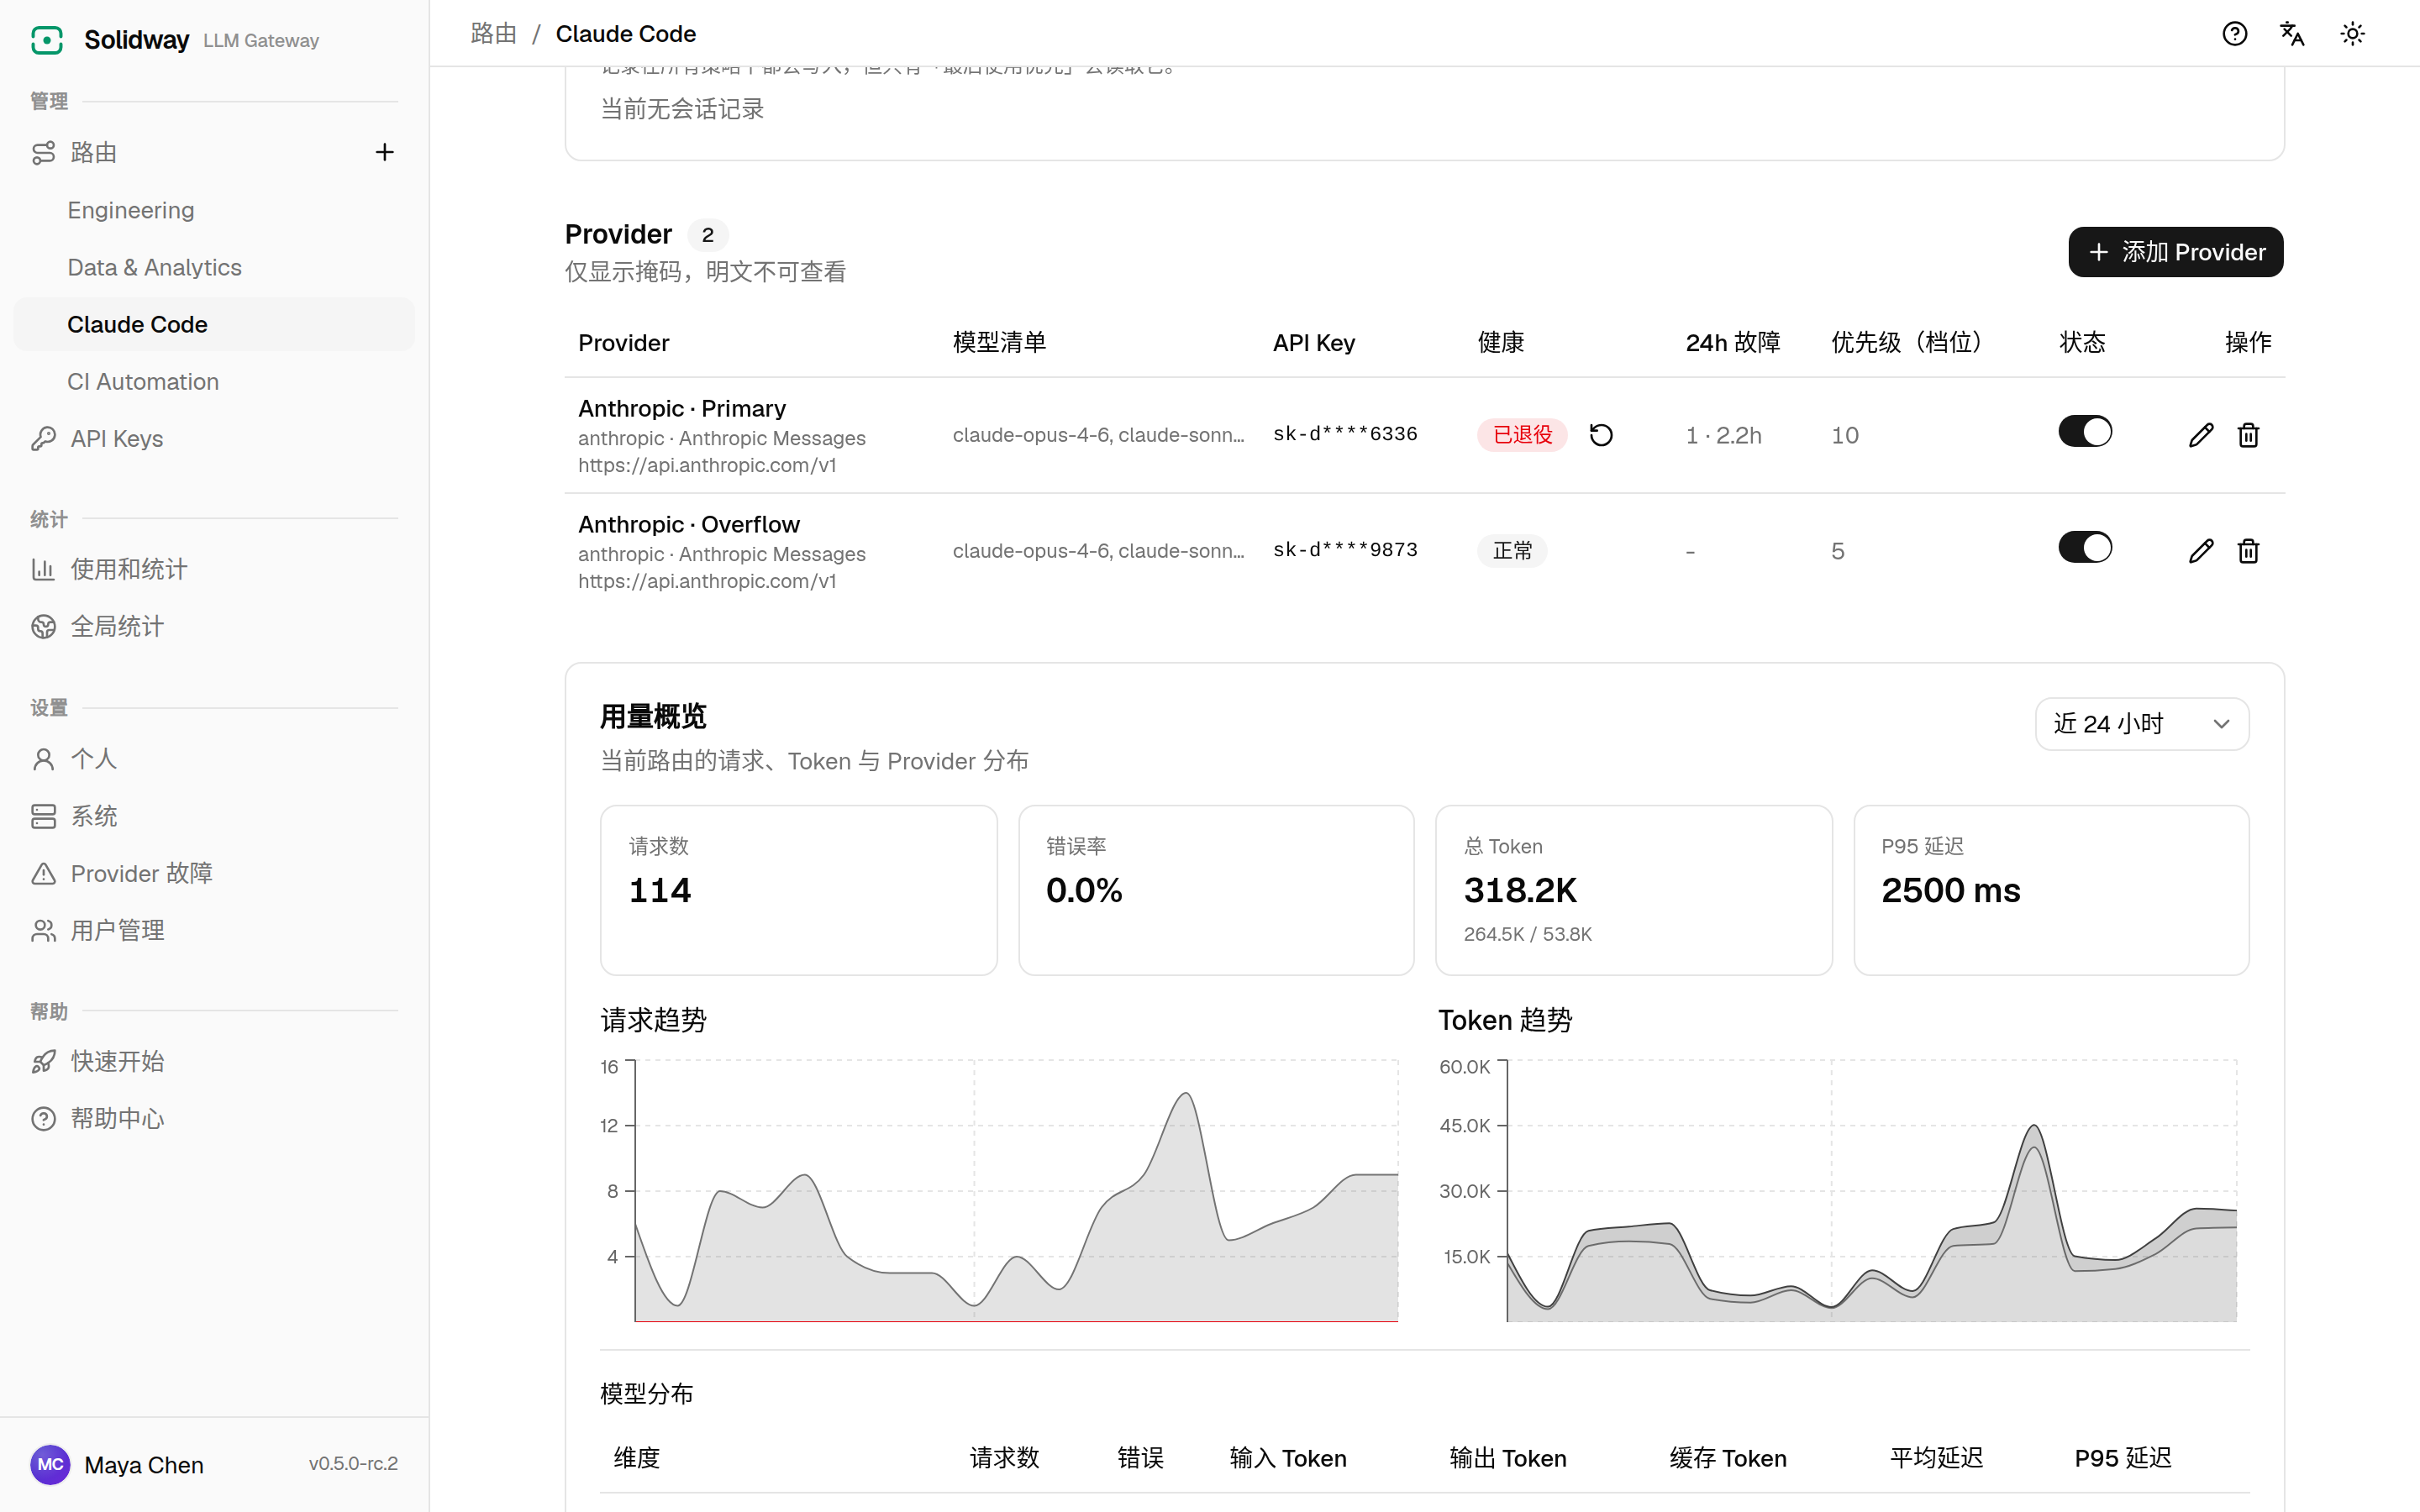 Solidway LLM Gateway
管理
路由
Engineering
Data & Analytics
Claude Code
CI Automation
API Keys
统计
使用和统计
全局统计
设置
个人
系统
Provider 故障
用户管理
帮助
快速开始
帮助中心
MC Maya Chen v0.5.0-rc.2
路由 / Claude Code
当前无会话记录
Provider 2
仅显示掩码，明文不可查看
添加 Provider
Provider 模型清单 API Key 健康 24h 故障 优先级（档位） 状态 操作
Anthropic · Primary
anthropic · Anthropic Messages
https://api.anthropic.com/v1
claude-opus-4-6, claude-sonn... sk-d****6336 已退役 1 · 2.2h 10
Anthropic · Overflow
anthropic · Anthropic Messages
https://api.anthropic.com/v1
claude-opus-4-6, claude-sonn... sk-d****9873 正常 - 5
用量概览
当前路由的请求、Token 与 Provider 分布
近 24 小时
请求数
114
错误率
0.0%
总 Token
318.2K
264.5K / 53.8K
P95 延迟
2500 ms
请求趋势
16
12
8
4
Token 趋势
60.0K
45.0K
30.0K
15.0K
模型分布
维度 请求数 错误 输入 Token 输出 Token 缓存 Token 平均延迟 P95 延迟